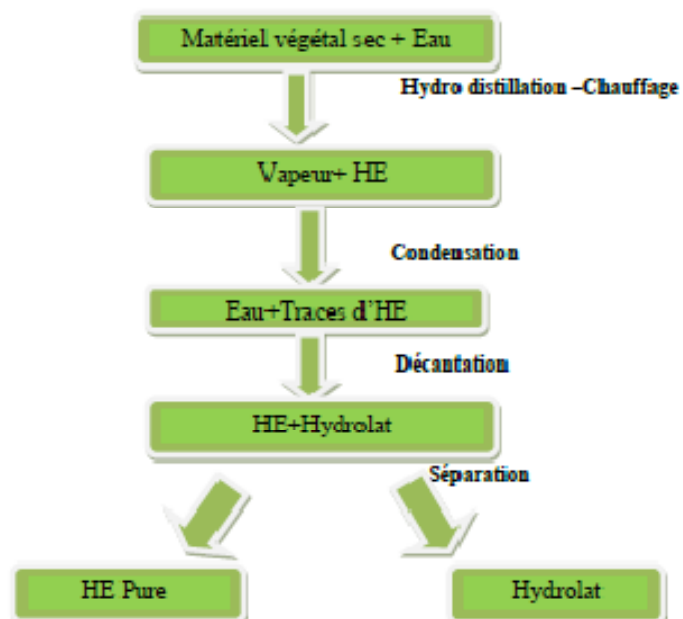 Matériel végétal sec + Eau
Hydro distillation –Chauffage
Vapeur+ HE
Condensation
Eau+Traces d’HE
Décantation
HE+Hydrolat
Séparation
HE Pure
Hydrolat